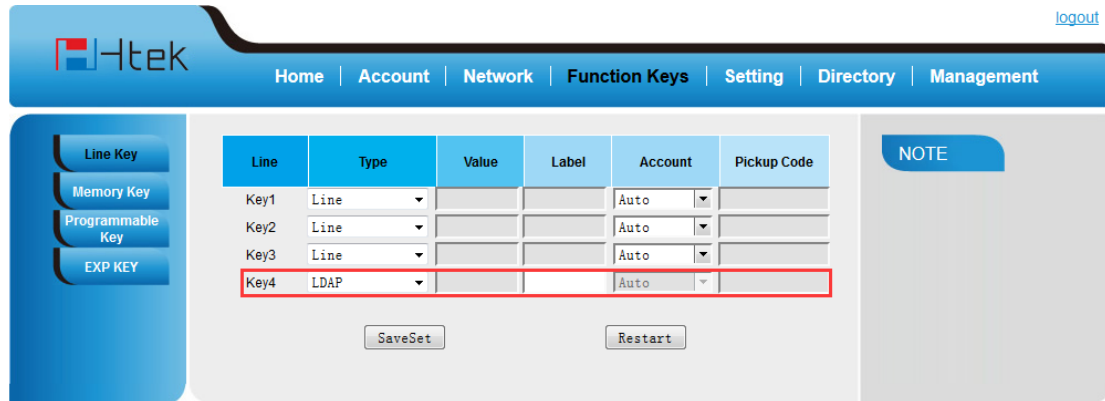 logout
Htek
Home Account Network Function Keys Setting Directory Management
Line Key
Memory Key
Programmable
Key
EXP KEY
Line Type Value Label Account Pickup Code
Key1 Line Auto
Key2 Line Auto
Key3 Line Auto
Key4 LDAP Auto
SaveSet Restart
NOTE